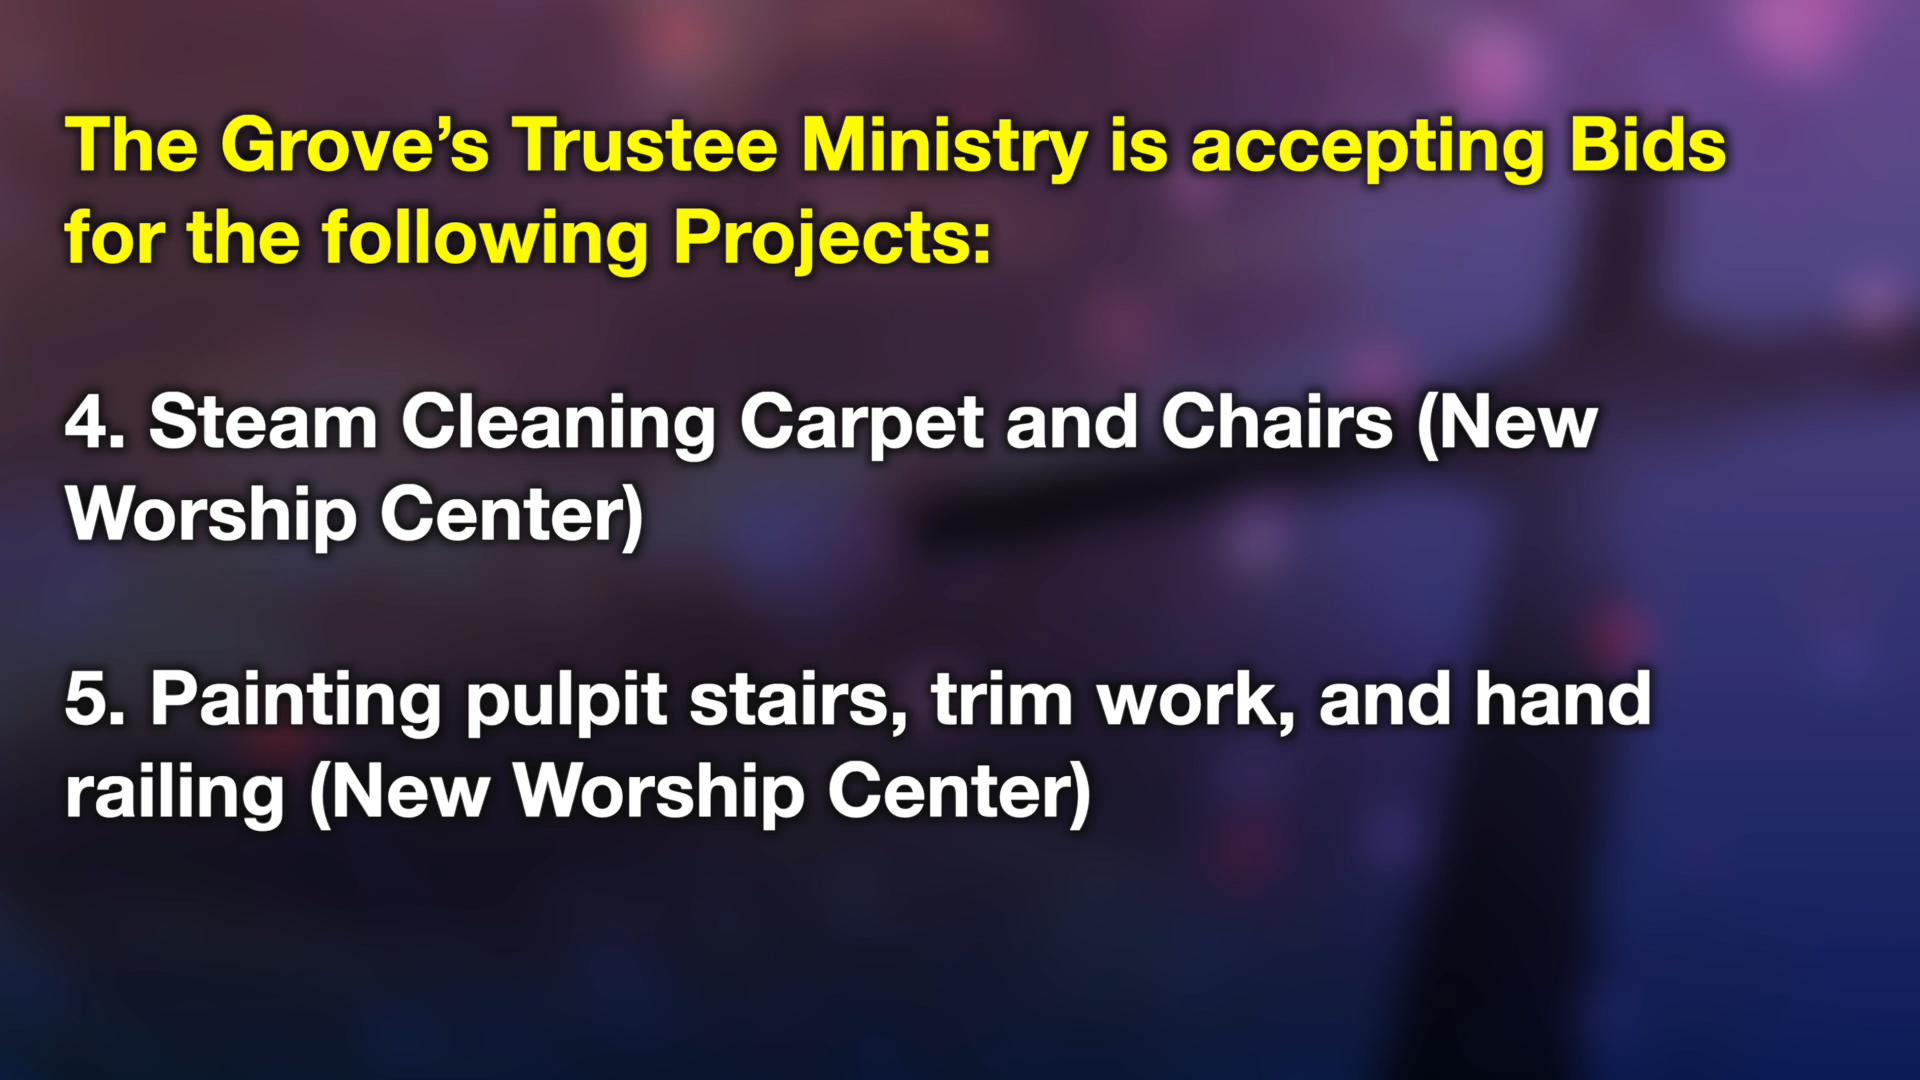 The Grove’s Trustee Ministry is accepting Bids
for the following Projects:
4. Steam Cleaning Carpet and Chairs (New
Worship Center)
5. Painting pulpit stairs, trim work, and hand
railing (New Worship Center)